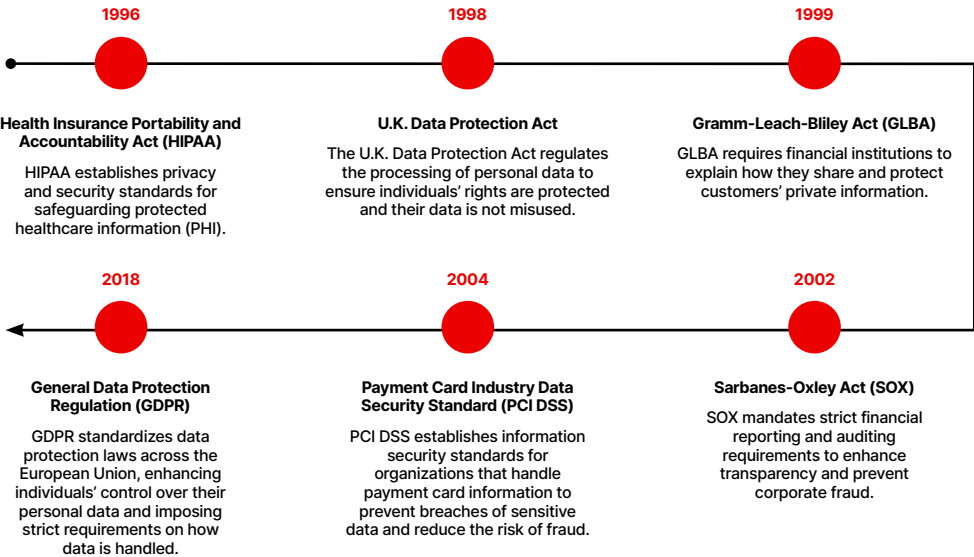 1996
Health Insurance Portability and
Accountability Act (HIPAA)
HIPAA establishes privacy
and security standards for
safeguarding protected
healthcare information (PHI).
1998
U.K. Data Protection Act
The U.K. Data Protection Act regulates
the processing of personal data to
ensure individuals’ rights are protected
and their data is not misused.
1999
Gramm-Leach-Bliley Act (GLBA)
GLBA requires financial institutions to
explain how they share and protect
customers’ private information.
2002
Sarbanes-Oxley Act (SOX)
SOX mandates strict financial
reporting and auditing
requirements to enhance
transparency and prevent
corporate fraud.
2004
Payment Card Industry Data
Security Standard (PCI DSS)
PCI DSS establishes information
security standards for
organizations that handle
payment card information to
prevent breaches of sensitive
data and reduce the risk of fraud.
2018
General Data Protection
Regulation (GDPR)
GDPR standardizes data
protection laws across the
European Union, enhancing
individuals’ control over their
personal data and imposing
strict requirements on how
data is handled.